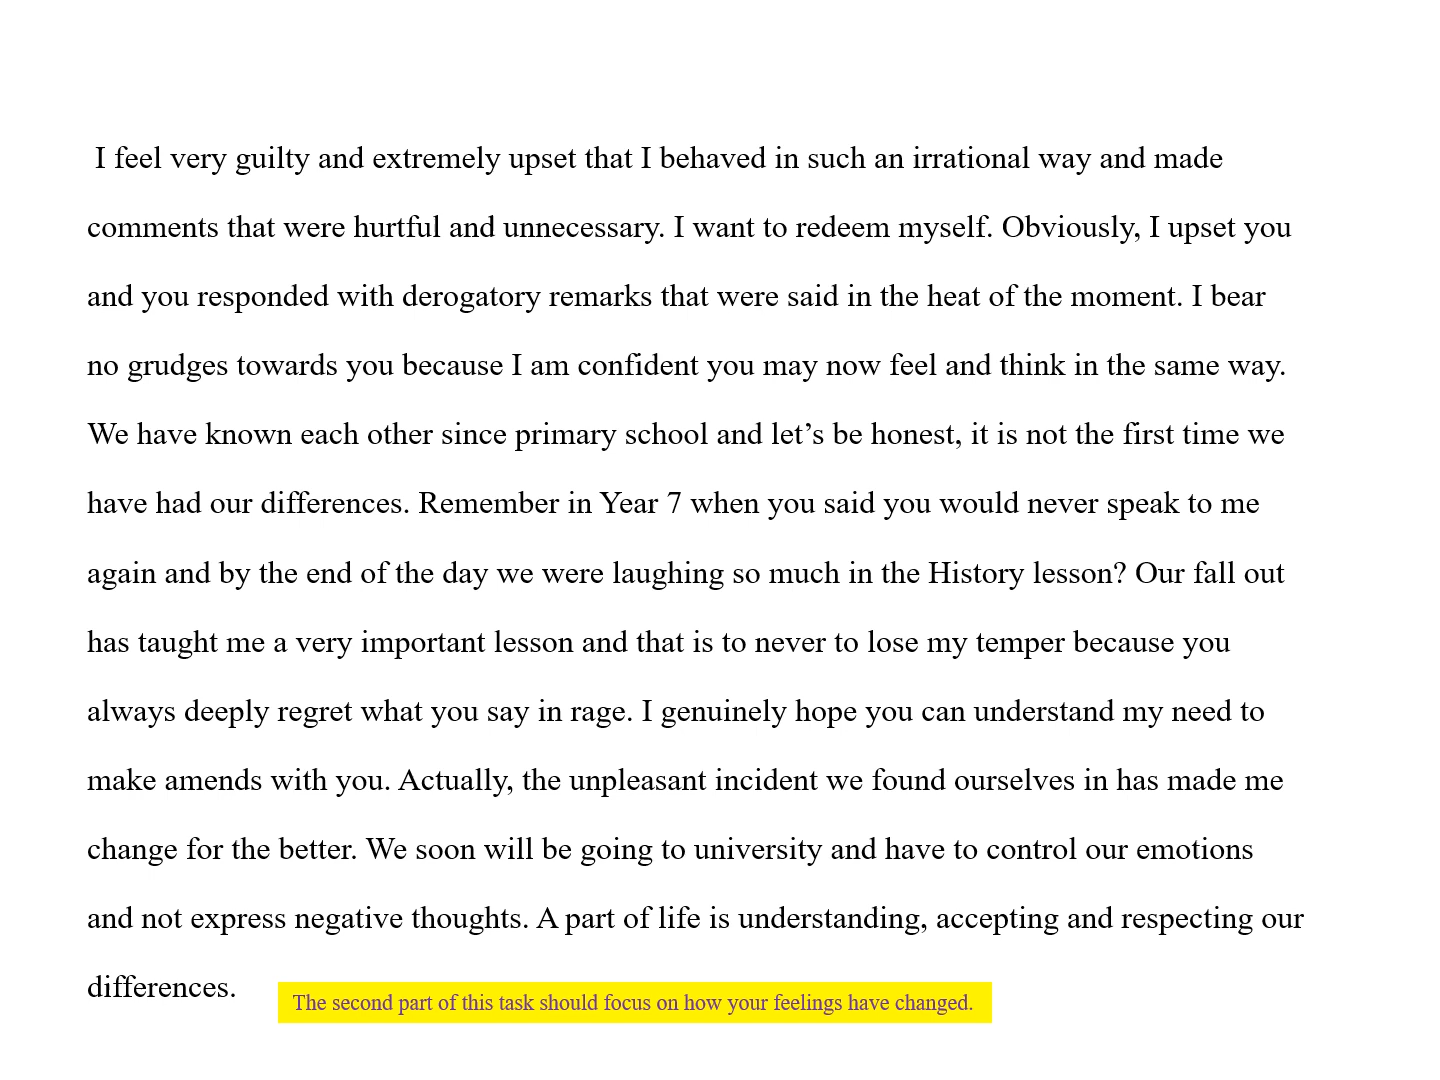 I feel very guilty and extremely upset that I behaved in such an irrational way and made
comments that were hurtful and unnecessary. I want to redeem myself. Obviously, I upset you
and you responded with derogatory remarks that were said in the heat of the moment. I bear
no grudges towards you because I am confident you may now feel and think in the same way.
We have known each other since primary school and let’s be honest, it is not the first time we
have had our differences. Remember in Year 7 when you said you would never speak to me
again and by the end of the day we were laughing so much in the History lesson? Our fall out
has taught me a very important lesson and that is to never to lose my temper because you
always deeply regret what you say in rage. I genuinely hope you can understand my need to
make amends with you. Actually, the unpleasant incident we found ourselves in has made me
change for the better. We soon will be going to university and have to control our emotions
and not express negative thoughts. A part of life is understanding, accepting and respecting our
differences.
The second part of this task should focus on how your feelings have changed.